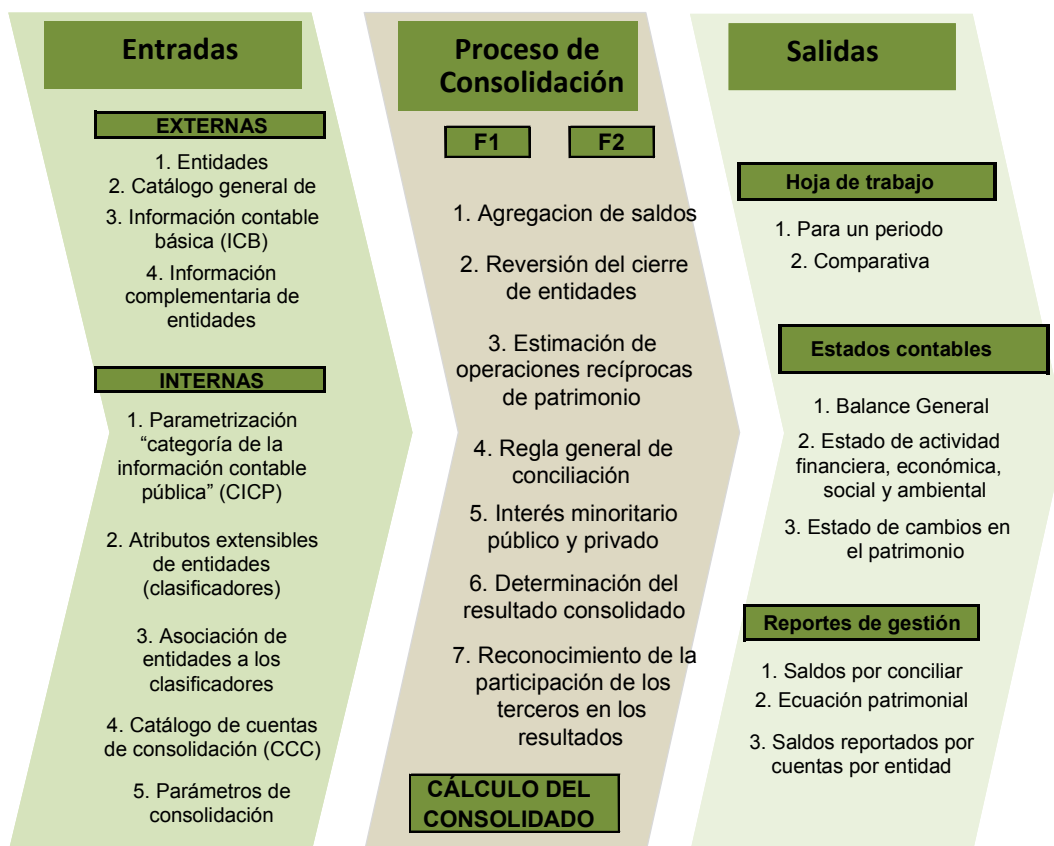 Entradas
EXTERNAS
1. Entidades
2. Catálogo general de
3. Información contable
básica (ICB)
4. Información
complementaria de
entidades
INTERNAS
1. Parametrización
“categoría de la
información contable
pública” (CICP)
2. Atributos extensibles
de entidades
(clasificadores)
3. Asociación de
entidades a los
clasificadores
4. Catálogo de cuentas
de consolidación (CCC)
5. Parámetros de
consolidación
Proceso de
Consolidación
F1 F2
1. Agregacion de saldos
2. Reversión del cierre
de entidades
3. Estimación de
operaciones recíprocas
de patrimonio
4. Regla general de
conciliación
5. Interés minoritario
público y privado
6. Determinación del
resultado consolidado
7. Reconocimiento de la
participación de los
terceros en los
resultados
CÁLCULO DEL
CONSOLIDADO
Salidas
Hoja de trabajo
1. Para un periodo
2. Comparativa
Estados contables
1. Balance General
2. Estado de actividad
financiera, económica,
social y ambiental
3. Estado de cambios en
el patrimonio
Reportes de gestión
1. Saldos por conciliar
2. Ecuación patrimonial
3. Saldos reportados por
cuentas por entidad